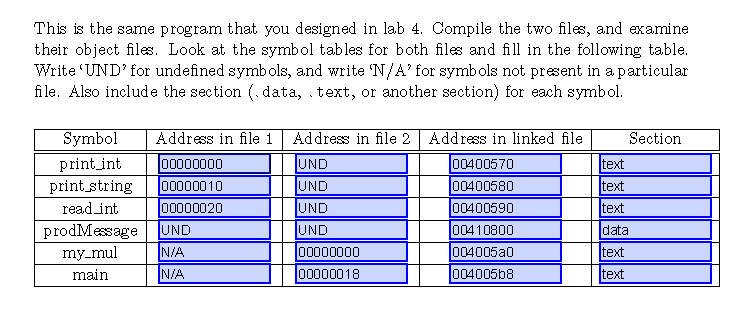 This is the same program that you designed in lab 4. Compile the two files, and examine
their object files. Look at the symbol tables for both files and fill in the following table.
Write ‘UND’ for undefined symbols, and write ‘N/A’ for symbols not present in a particular
file. Also include the section (.data, .text, or another section) for each symbol.
Symbol Address in file 1 Address in file 2 Address in linked file Section
print_int 00000000 UND 00400570 text
print_string 00000010 UND 00400580 text
read_int 00000020 UND 00400590 text
prodMessage UND UND 00410800 data
my_mul N/A 00000000 004005a0 text
main N/A 00000018 004005b8 text